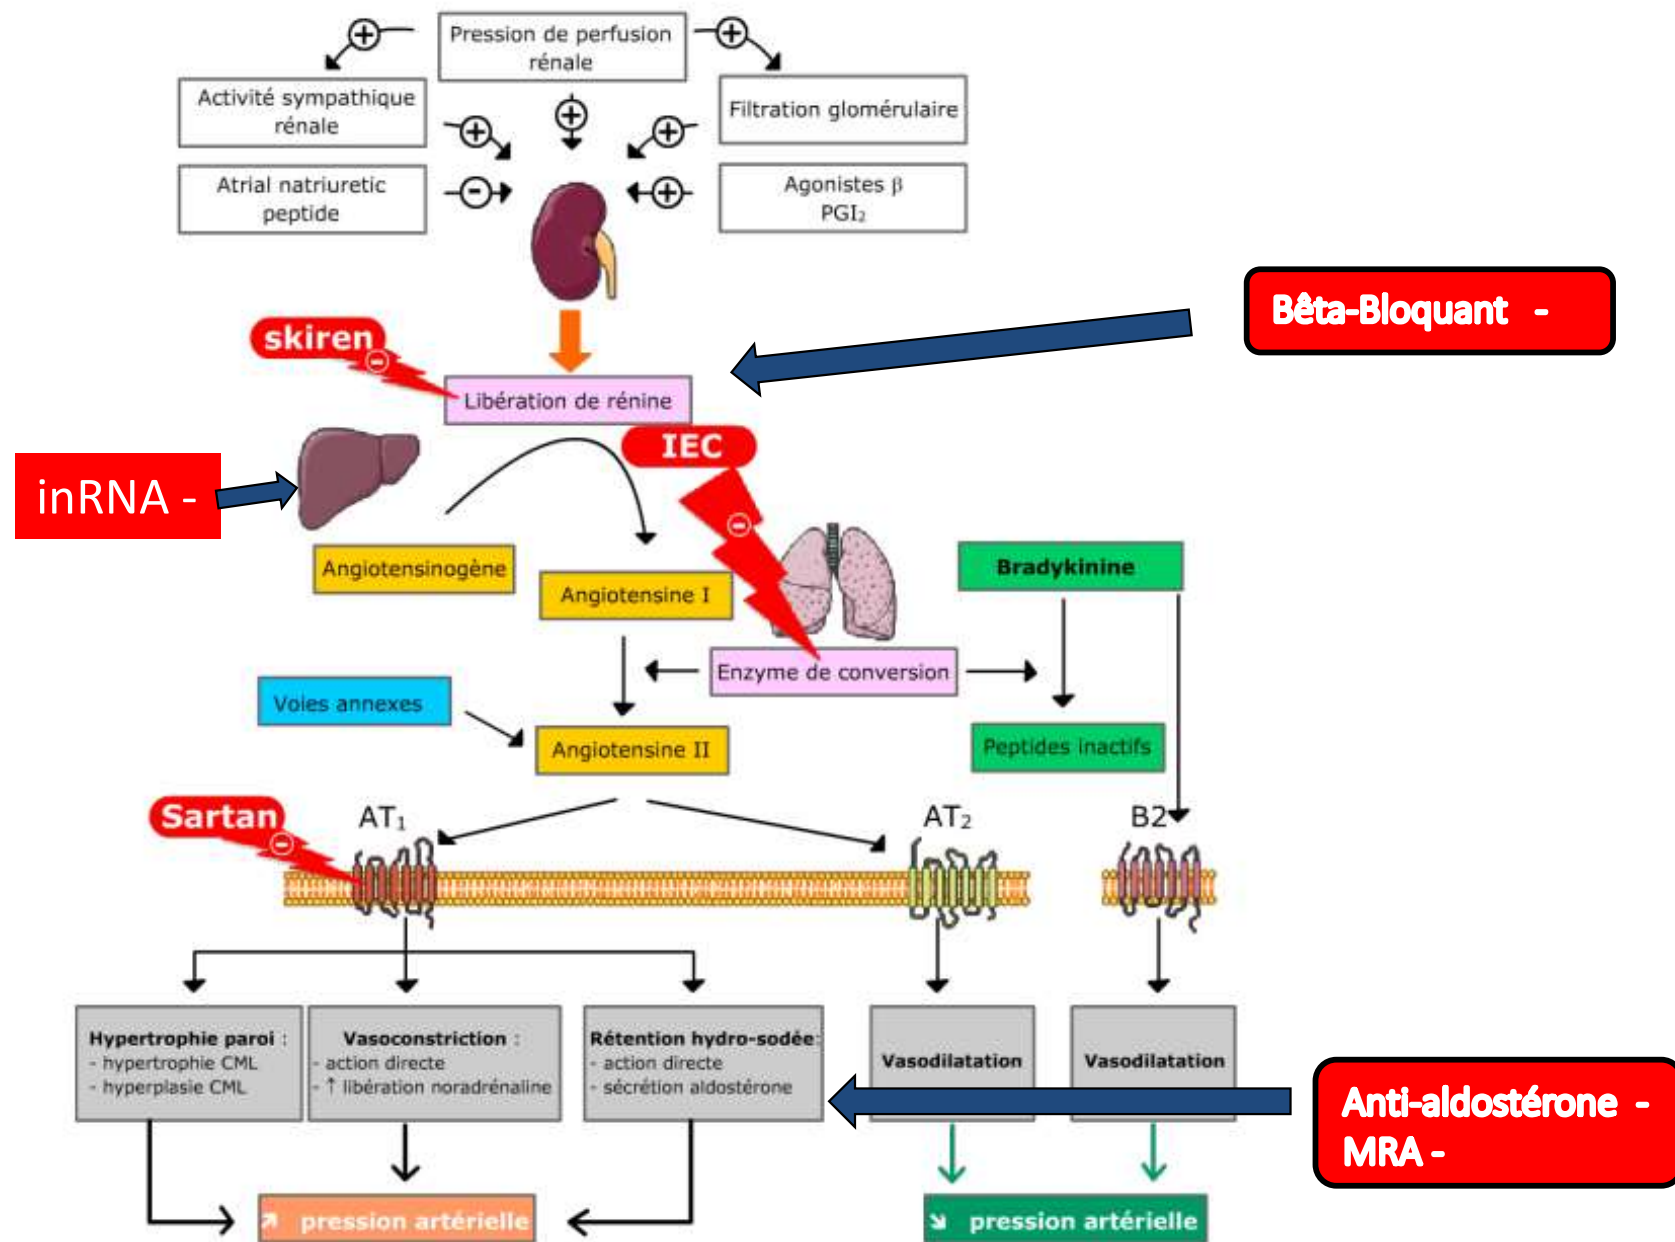 Pression de perfusion
rénale
Activité sympathique
rénale
Filtration glomérulaire
Atrial natriuretic
peptide
Agonistes β
PGI₂
+
+
+
+
+
-
+
Bêta-Bloquant -
skiren
-
Libération de rénine
IEC
-
inRNA -
Angiotensinogène
Angiotensine I
Bradykinine
Enzyme de conversion
Voies annexes
Angiotensine II
Peptides inactifs
Sartan
-
AT₁
AT₂
B2
Hypertrophie paroi :
- hypertrophie CML
- hyperplasie CML
Vasoconstriction :
- action directe
- ↑ libération noradrénaline
Rétention hydro-sodée:
- action directe
- sécrétion aldostérone
Vasodilatation
Vasodilatation
Anti-aldostérone -
MRA -
↗ pression artérielle
↘ pression artérielle